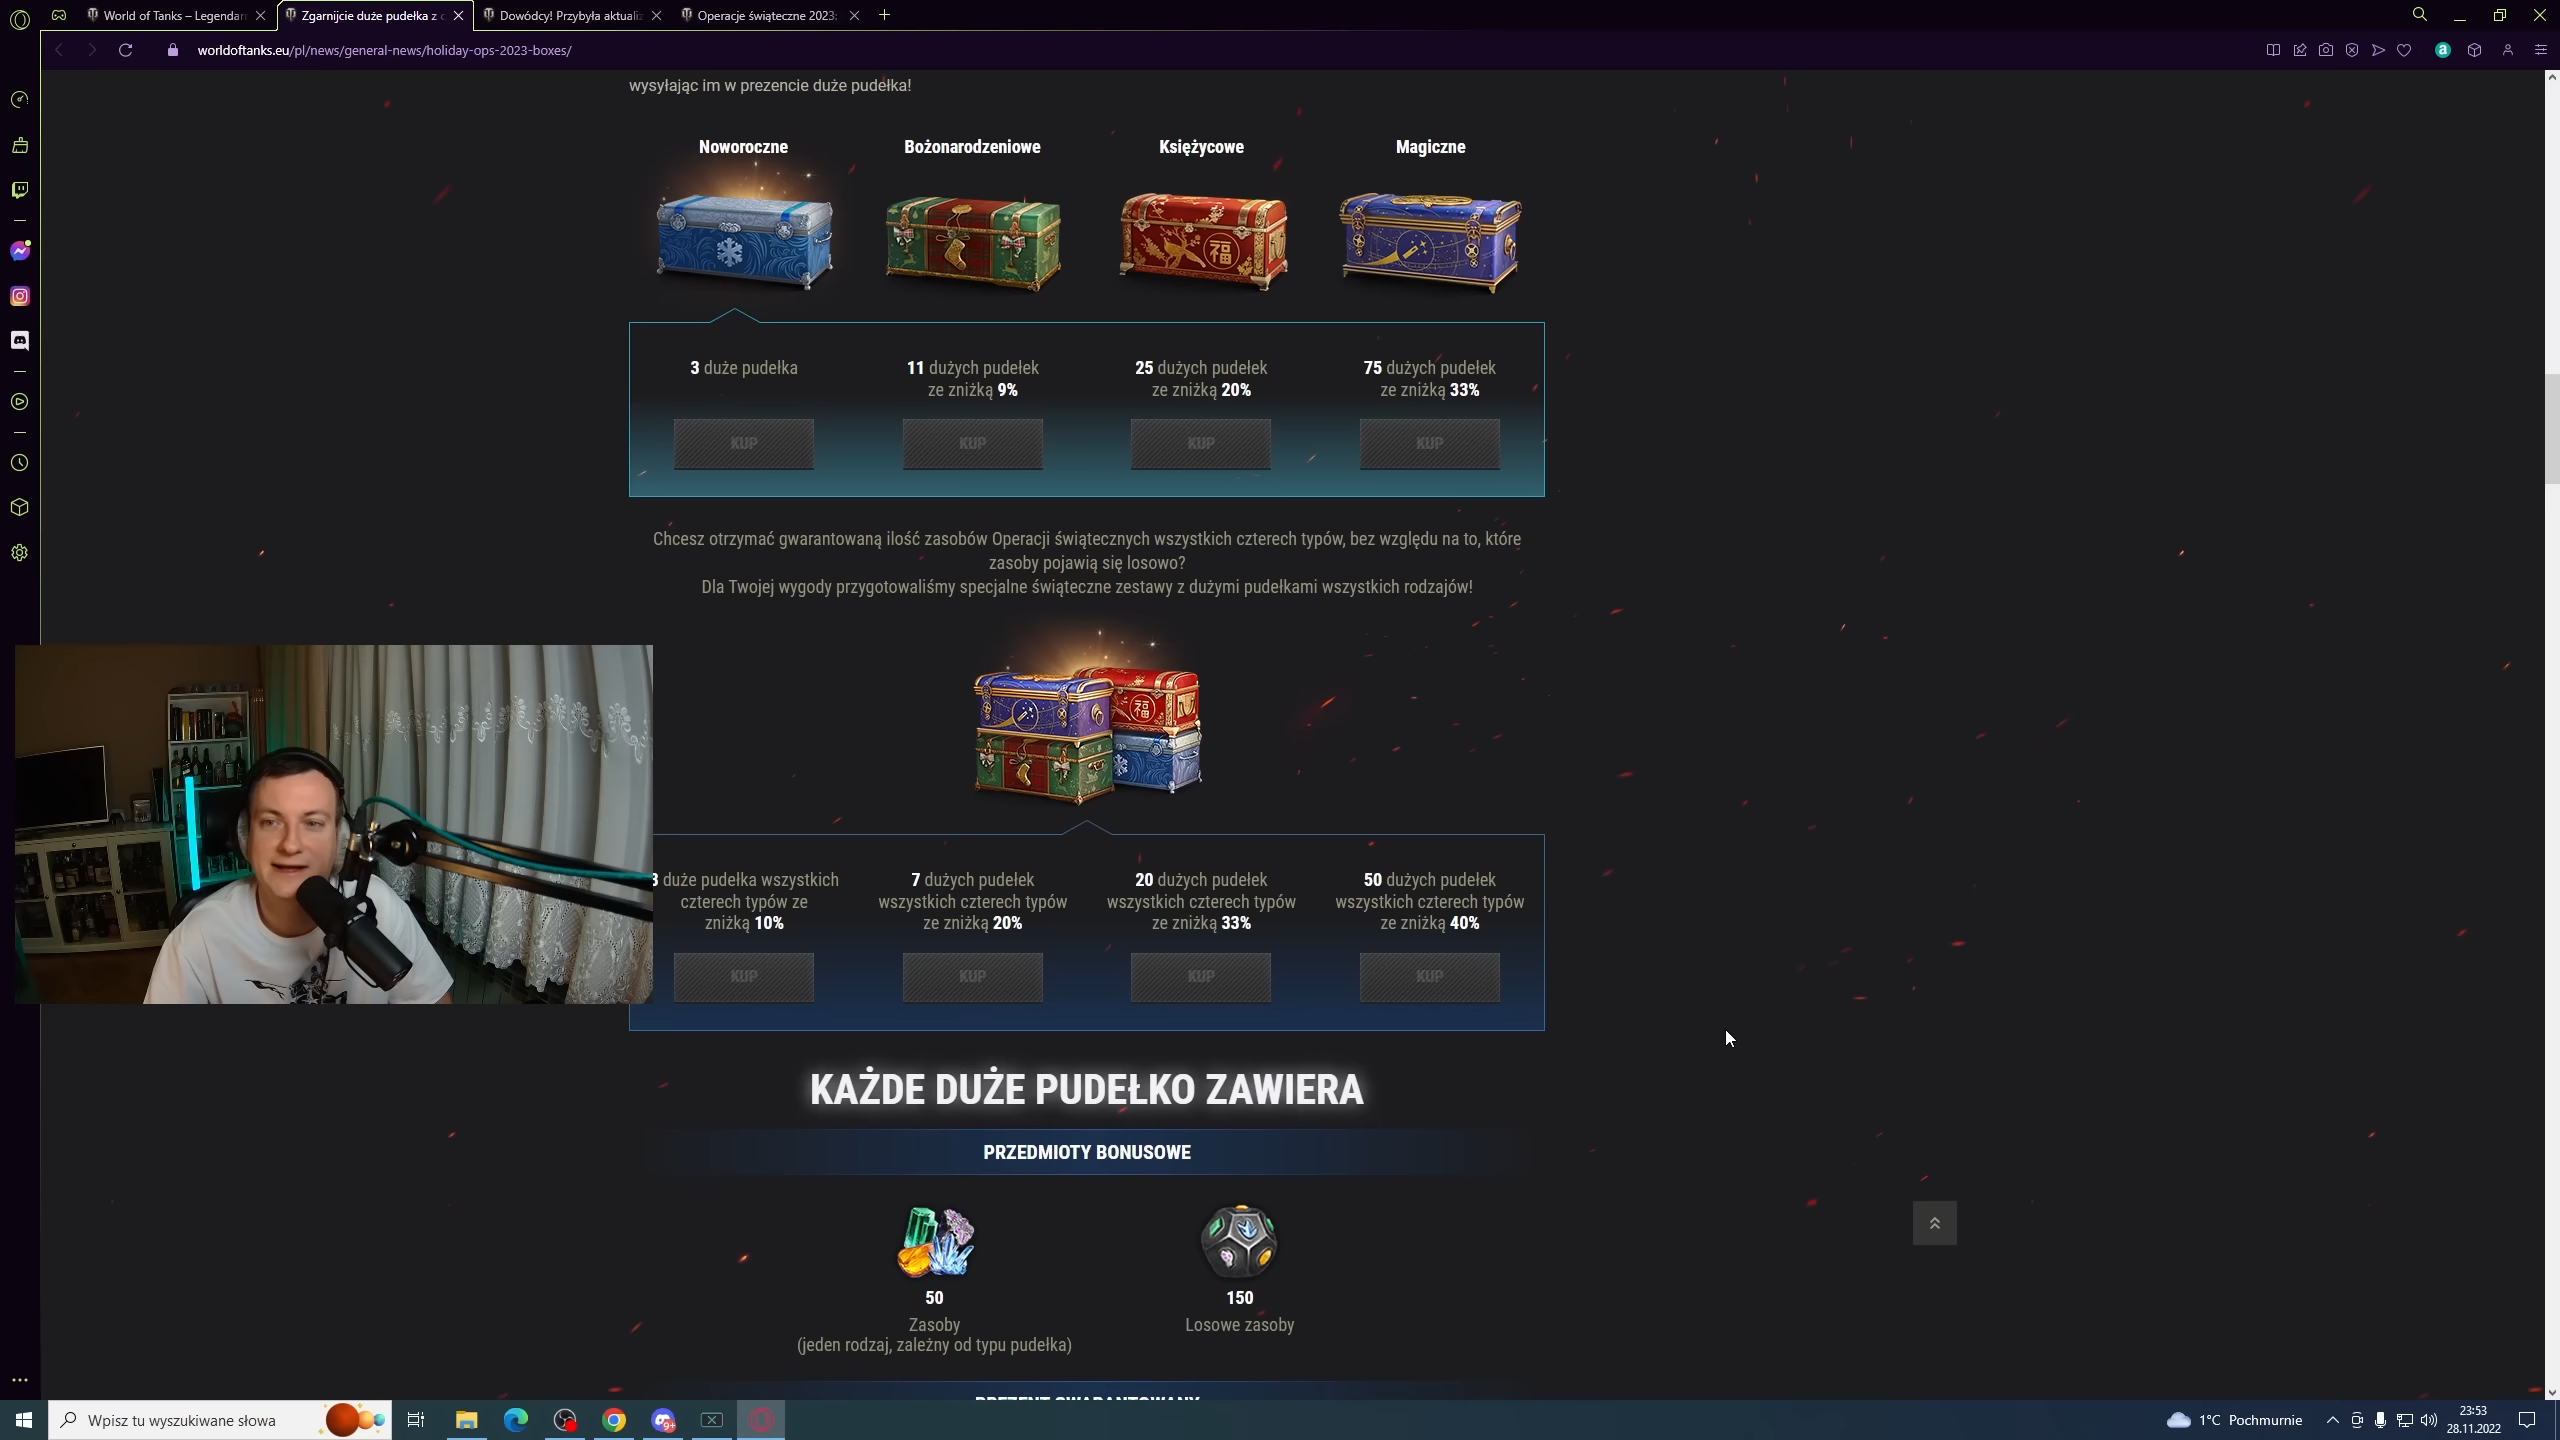 World of Tanks – Legendarn
Zgarnijcie duże pudełka z c
Dowódcy! Przybyła aktualiz
Operacje świąteczne 2023:
worldoftanks.eu/pl/news/general-news/holiday-ops-2023-boxes/
wysyłając im w prezencie duże pudełka!
Noworoczne
Bożonarodzeniowe
Księżycowe
Magiczne
福
3 duże pudełka
11 dużych pudełek
ze zniżką 9%
25 dużych pudełek
ze zniżką 20%
75 dużych pudełek
ze zniżką 33%
KUP
KUP
KUP
KUP
Chcesz otrzymać gwarantowaną ilość zasobów Operacji świątecznych wszystkich czterech typów, bez względu na to, które
zasoby pojawią się losowo?
Dla Twojej wygody przygotowaliśmy specjalne świąteczne zestawy z dużymi pudełkami wszystkich rodzajów!
福
3 duże pudełka wszystkich
czterech typów ze
zniżką 10%
7 dużych pudełek
wszystkich czterech typów
ze zniżką 20%
20 dużych pudełek
wszystkich czterech typów
ze zniżką 33%
50 dużych pudełek
wszystkich czterech typów
ze zniżką 40%
KUP
KUP
KUP
KUP
KAŻDE DUŻE PUDEŁKO ZAWIERA
PRZEDMIOTY BONUSOWE
50
Zasoby
(jeden rodzaj, zależny od typu pudełka)
150
Losowe zasoby
PREZENT GWARANTOWANY
Wpisz tu wyszukiwane słowa
9+
1°C Pochmurnie
23:53
28.11.2022